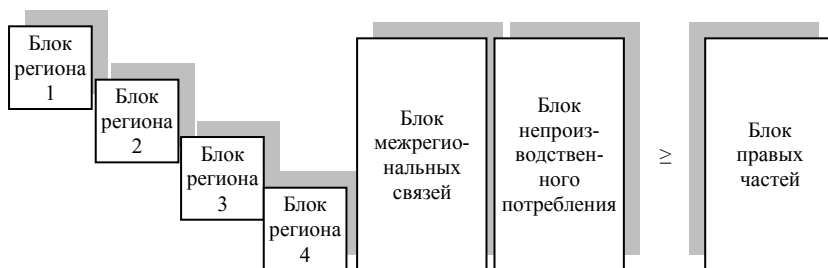 Блок
региона
1
Блок
региона
2
Блок
региона
3
Блок
региона
4
Блок
межрегио-
нальных
связей
Блок
непроиз-
водствен-
ного
потребления
≥
Блок
правых
частей